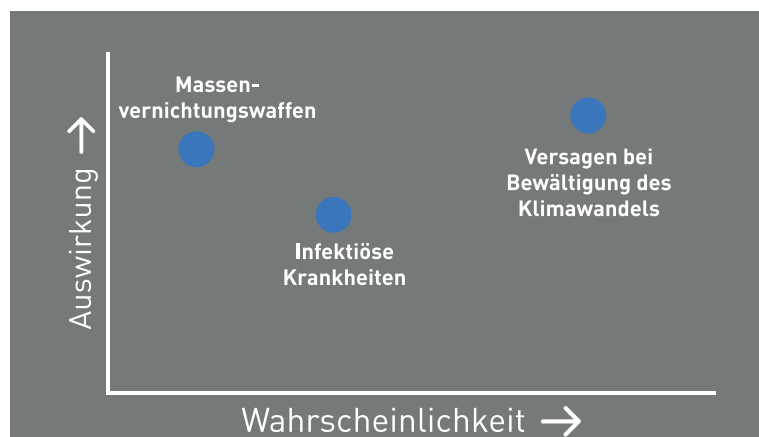 Massen-
vernichtungswaffen
Versagen bei
Bewältigung des
Klimawandels
Infektiöse
Krankheiten
Auswirkung
Wahrscheinlichkeit